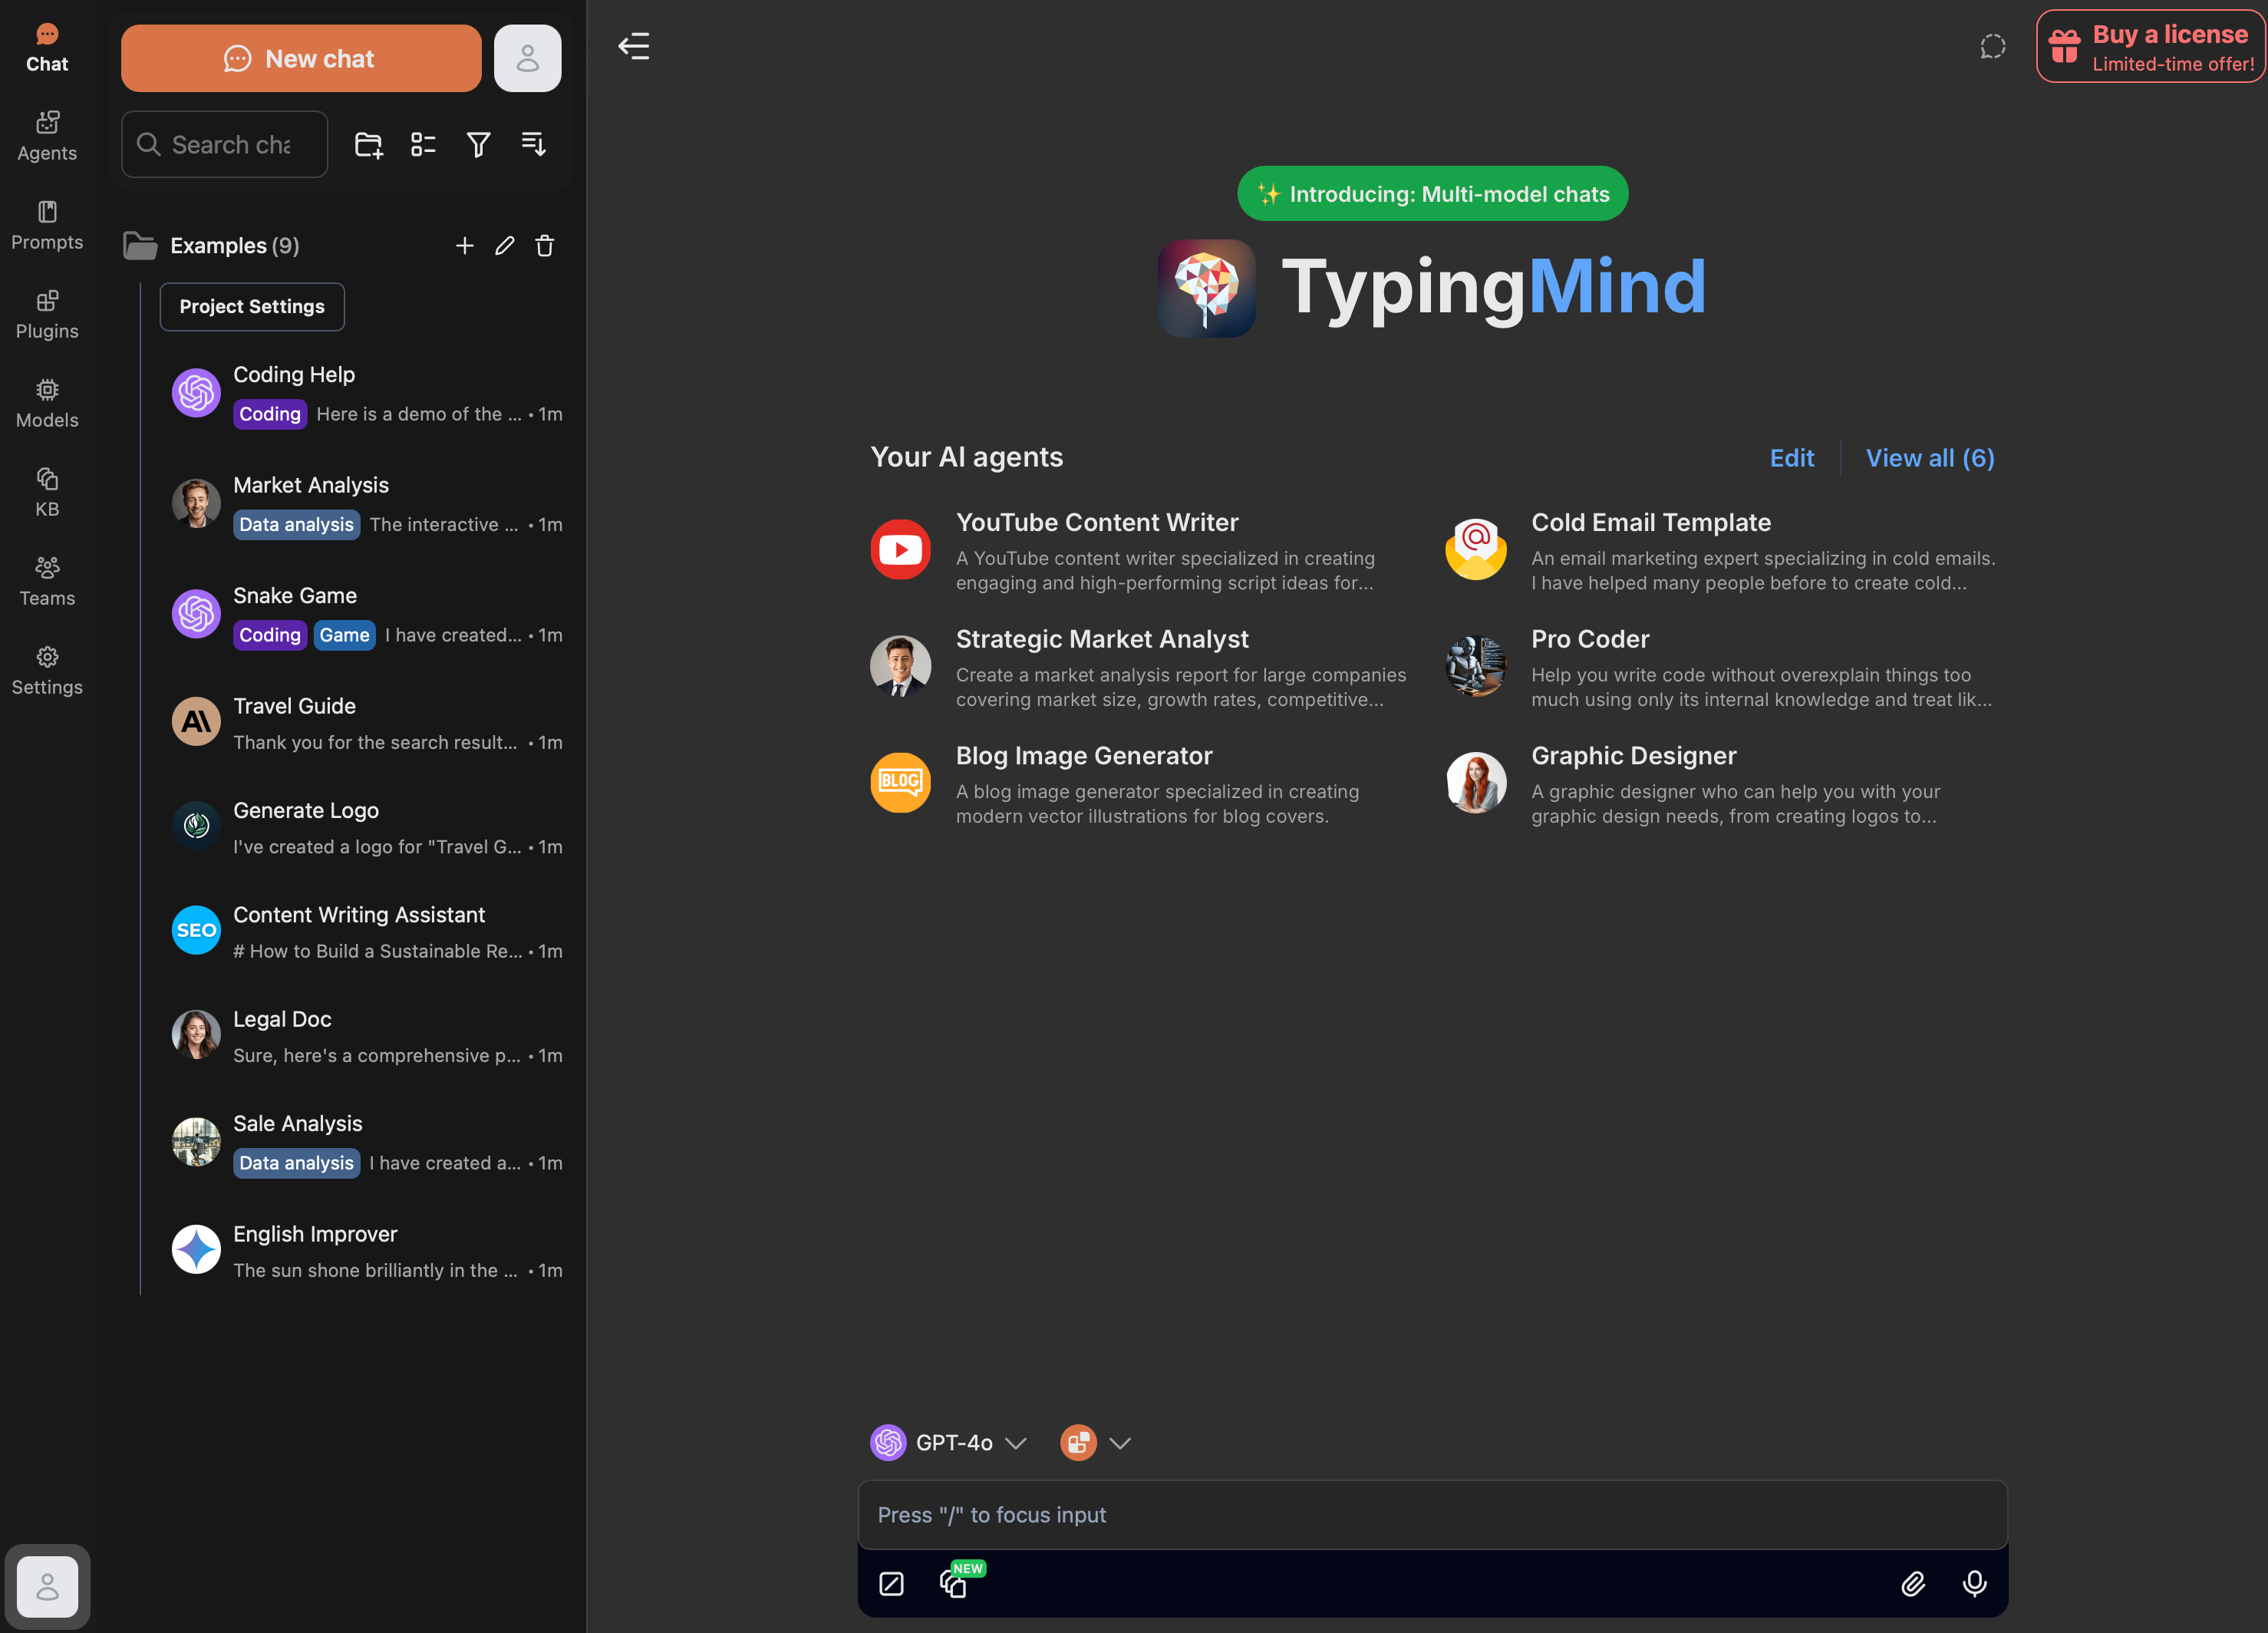 Chat
Agents
Prompts
Plugins
Models
KB
Teams
Settings
New chat
Search cha
Examples (9)
Project Settings
Coding Help
Coding Here is a demo of the ... • 1m
Market Analysis
Data analysis The interactive ... • 1m
Snake Game
Coding Game I have created... • 1m
Travel Guide
Thank you for the search result... • 1m
Generate Logo
I've created a logo for "Travel G... • 1m
SEO
Content Writing Assistant
# How to Build a Sustainable Re... • 1m
Legal Doc
Sure, here's a comprehensive p... • 1m
Sale Analysis
Data analysis I have created a... • 1m
English Improver
The sun shone brilliantly in the ... • 1m
Buy a license
Limited-time offer!
✨ Introducing: Multi-model chats
TypingMind
Your AI agents
Edit
View all (6)
YouTube Content Writer
A YouTube content writer specialized in creating
engaging and high-performing script ideas for...
Cold Email Template
An email marketing expert specializing in cold emails.
I have helped many people before to create cold...
Strategic Market Analyst
Create a market analysis report for large companies
covering market size, growth rates, competitive...
Pro Coder
Help you write code without overexplain things too
much using only its internal knowledge and treat lik...
BLOG
Blog Image Generator
A blog image generator specialized in creating
modern vector illustrations for blog covers.
Graphic Designer
A graphic designer who can help you with your
graphic design needs, from creating logos to...
GPT-4o
Press "/" to focus input
NEW